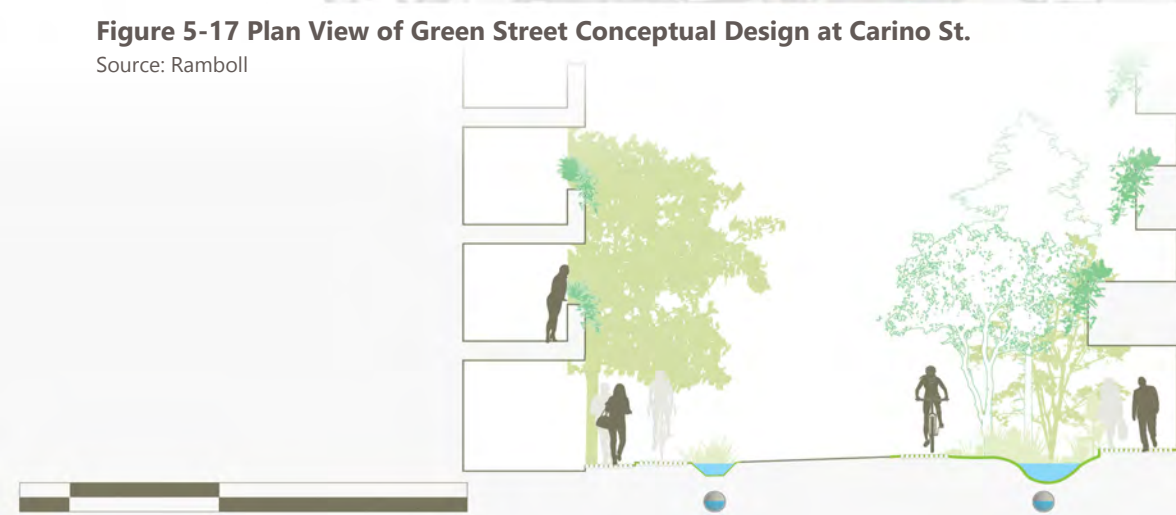 Figure 5-17 Plan View of Green Street Conceptual Design at Carino St.
Source: Ramboll